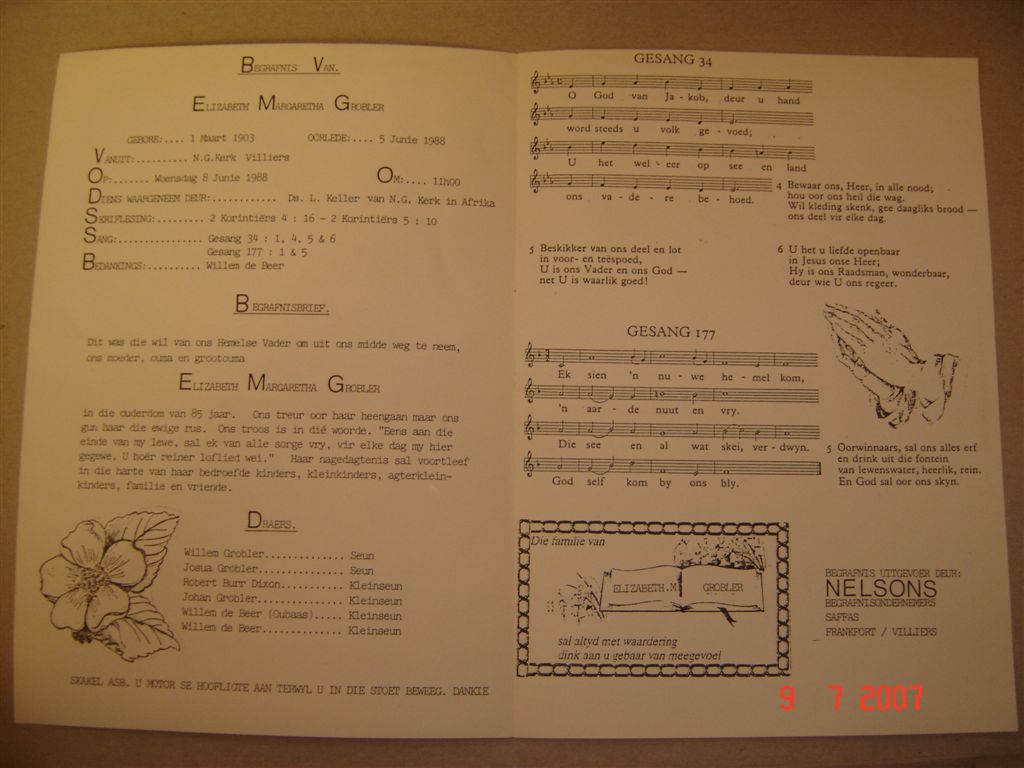 BEGRAFNIS VAN.
ELIZABETH MARGARETHA GROBLER
GEBORE:.... 1 Maart 1903 OORLEDE:.... 5 Junie 1988
VANUIT:.......... N.G.Kerk Villiers
OP:....... Woensdag 8 Junie 1988 OM:.... 11h00
DIENS WAARGENEEM DEUR:............. Ds. L. Keller van N.G. Kerk in Afrika
SKRIFLESING:......... 2 Korintiërs 4 : 16 - 2 Korintiërs 5 : 10
SANG:................ Gesang 34 : 1, 4, 5 & 6
Gesang 177 : 1 & 5
BEDANKINGS:.......... Willem de Beer
BEGRAFNISBRIEF.
Dit was die wil van ons Hemelse Vader om uit ons midde weg te neem,
ons moeder, ouma en grootouma
ELIZABETH MARGARETHA GROBLER
in die ouderdom van 85 jaar. Ons treur oor haar heengaan maar ons
gun haar die ewige rus. Ons troos is in dié woorde. "Eens aan die
einde van my lewe, sal ek van alle sorge vry, vir elke dag my hier
gegewe, U hoër reiner loflied wei." Haar nagedagtenis sal voortleef
in die harte van haar bedroefde kinders, kleinkinders, agterklein-
kinders, familie en vriende.
DRAERS.
Willem Grobler............... Seun
Josua Grobler................ Seun
Robert Burr Dixon............ Kleinseun
Johan Grobler................ Kleinseun
Willem de Beer (Oubaas)..... Kleinseun
Willem de Beer............... Kleinseun
SKAKEL ASB. U MOTOR SE HOOFLIGTE AAN TERWYL U IN DIE STOET BEWEEG. DANKIE
GESANG 34
O God van Ja-kob, deur u hand
word steeds u volk ge-voed;
U het wel-eer op see en land
ons va-de-re be-hoed.
4 Bewaar ons, Heer, in alle nood;
hou oor ons heil die wag.
Wil kleding skenk, gee daagliks brood —
ons deel vir elke dag.
5 Beskikker van ons deel en lot
in voor- en teëspoed,
U is ons Vader en ons God —
net U is waarlik goed!
6 U het u liefde openbaar
in Jesus onse Heer;
Hy is ons Raadsman, wonderbaar,
deur wie U ons regeer.
GESANG 177
Ek sien 'n nu-we he-mel kom,
'n aar-de nuut en vry.
Die see en al wat skei, ver-dwyn.
God self kom by ons bly.
5 Oorwinnaars, sal ons alles erf
en drink uit die fontein
van lewenswater, heerlik, rein.
En God sal oor ons skyn.
Die familie van
ELIZABETH.M GROBLER
sal altyd met waardering
dink aan u gebaar van meegevoel
BEGRAFNIS UITGEVOER DEUR:
NELSONS
BEGRAFNISONDERNEMERS
SAFFAS
FRANKFORT / VILLIERS
9 7 2007